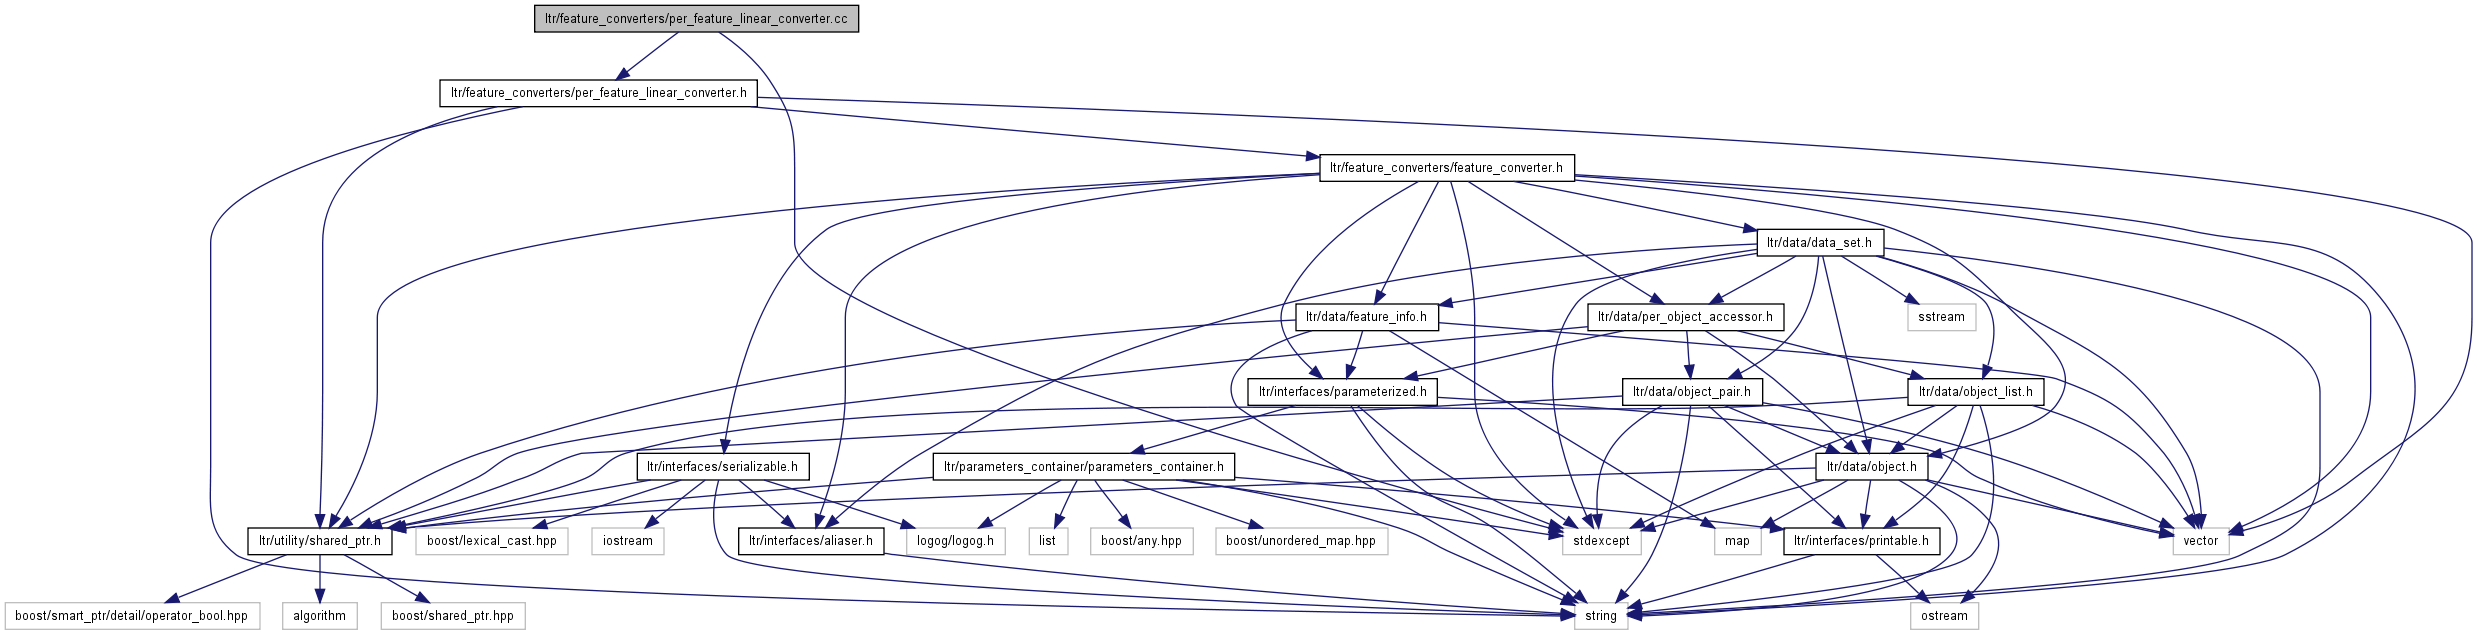 ltr/feature_converters/per_feature_linear_converter.cc
ltr/feature_converters/per_feature_linear_converter.h
ltr/feature_converters/feature_converter.h
ltr/data/data_set.h
ltr/data/feature_info.h
ltr/data/per_object_accessor.h
sstream
ltr/interfaces/parameterized.h
ltr/data/object_pair.h
ltr/data/object_list.h
ltr/interfaces/serializable.h
ltr/parameters_container/parameters_container.h
ltr/data/object.h
ltr/utility/shared_ptr.h
boost/lexical_cast.hpp
iostream
ltr/interfaces/aliaser.h
logog/logog.h
list
boost/any.hpp
boost/unordered_map.hpp
stdexcept
map
ltr/interfaces/printable.h
vector
boost/smart_ptr/detail/operator_bool.hpp
algorithm
boost/shared_ptr.hpp
string
ostream